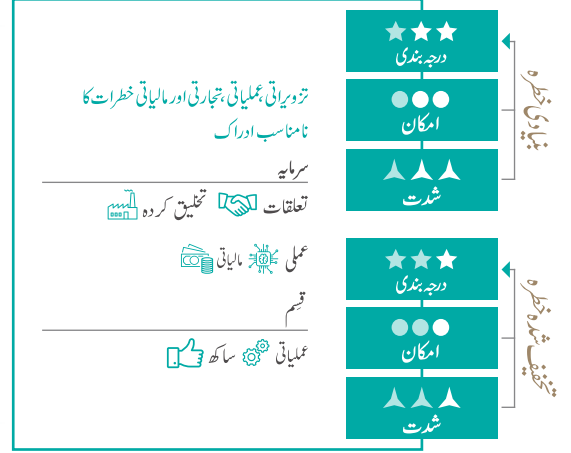 بنیادی خطرہ
درجہ بندی
امکان
شدت
تزویراتی، عملیاتی، تجارتی اور مالیاتی خطرات کا
نامناسب ادراک
سرمایہ
تعلقات تخلیق کردہ
عملی مالیاتی
قسِم
عملیاتی ساکھ
تخفیف شدہ خطرہ
درجہ بندی
امکان
شدت